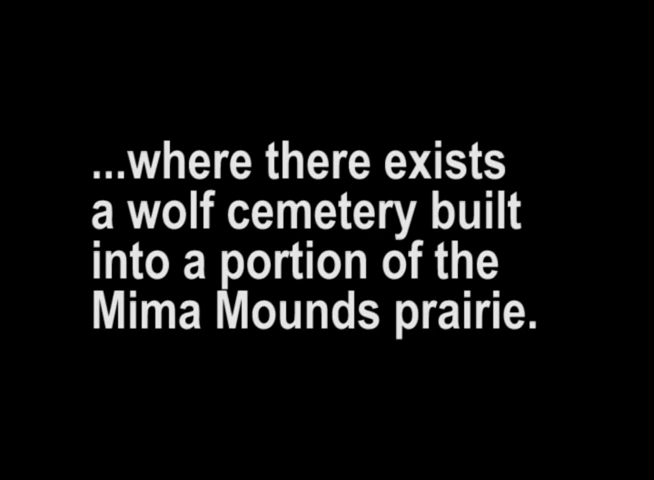 ...where there exists
a wolf cemetery built
into a portion of the
Mima Mounds prairie.